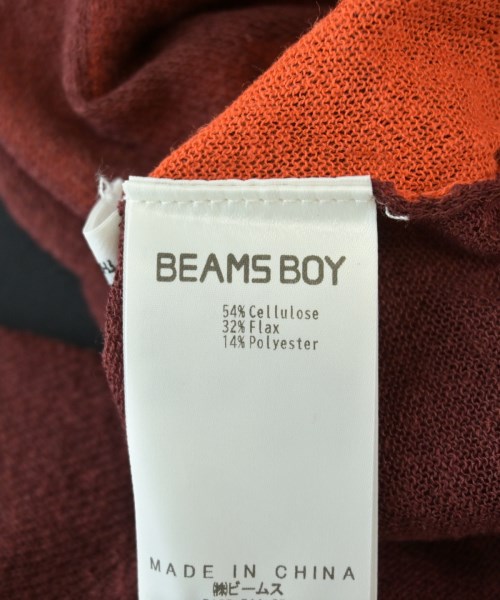 BEAMS BOY
54% Cellulose
32% Flax
14% Polyester
MADE IN CHINA
㈱ビームス